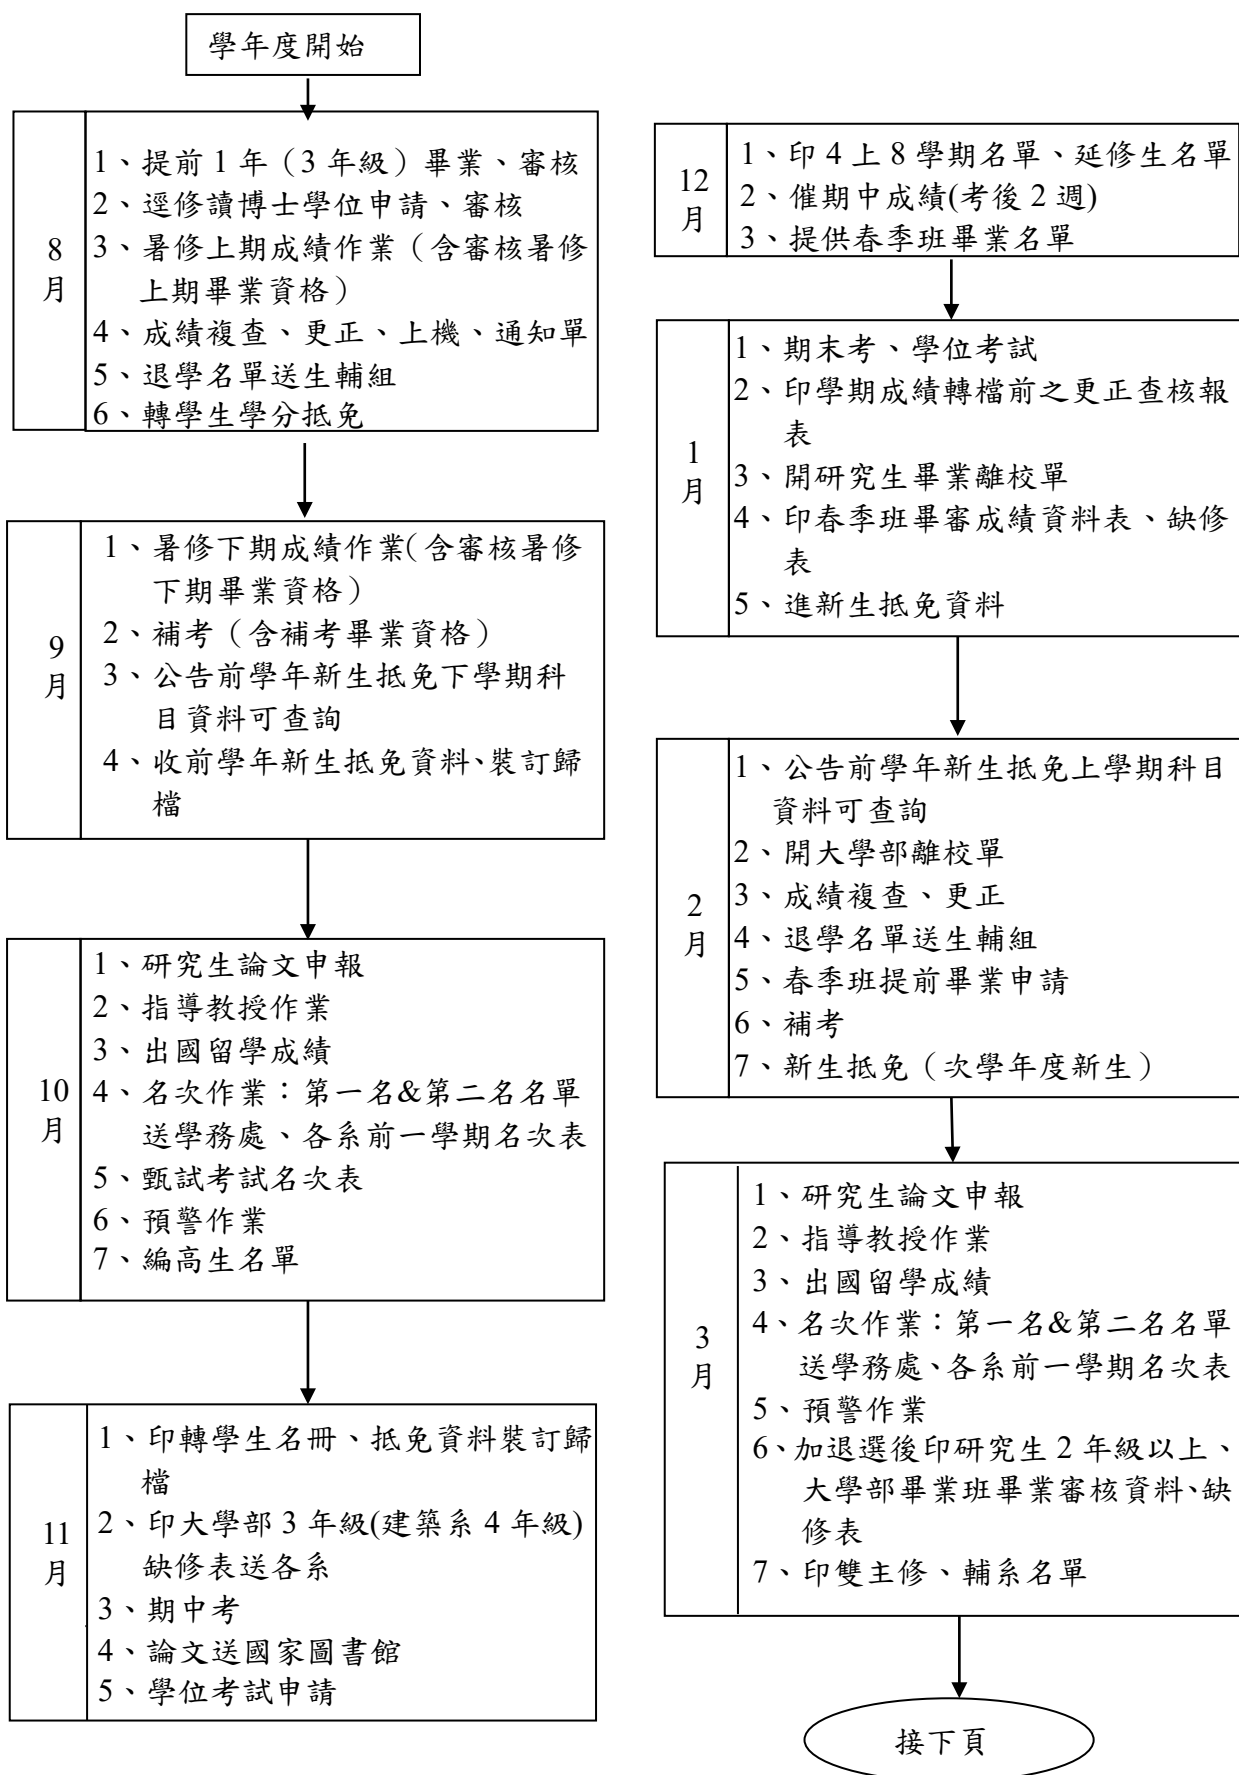 學年度開始
8
月
1、提前 1 年（3 年級）畢業、審核
2、逕修讀博士學位申請、審核
3、暑修上期成績作業（含審核暑修
上期畢業資格）
4、成績複查、更正、上機、通知單
5、退學名單送生輔組
6、轉學生學分抵免
9
月
1、暑修下期成績作業(含審核暑修
下期畢業資格）
2、補考（含補考畢業資格）
3、公告前學年新生抵免下學期科
目資料可查詢
4、收前學年新生抵免資料、裝訂歸
檔
10
月
1、研究生論文申報
2、指導教授作業
3、出國留學成績
4、名次作業：第一名&第二名名單
送學務處、各系前一學期名次表
5、甄試考試名次表
6、預警作業
7、編高生名單
11
月
1、印轉學生名冊、抵免資料裝訂歸
檔
2、印大學部 3 年級(建築系 4 年級)
缺修表送各系
3、期中考
4、論文送國家圖書館
5、學位考試申請
12
月
1、印 4 上 8 學期名單、延修生名單
2、催期中成績(考後 2 週)
3、提供春季班畢業名單
1
月
1、期末考、學位考試
2、印學期成績轉檔前之更正查核報
表
3、開研究生畢業離校單
4、印春季班畢審成績資料表、缺修
表
5、進新生抵免資料
2
月
1、公告前學年新生抵免上學期科目
資料可查詢
2、開大學部離校單
3、成績複查、更正
4、退學名單送生輔組
5、春季班提前畢業申請
6、補考
7、新生抵免（次學年度新生）
3
月
1、研究生論文申報
2、指導教授作業
3、出國留學成績
4、名次作業：第一名&第二名名單
送學務處、各系前一學期名次表
5、預警作業
6、加退選後印研究生 2 年級以上、
大學部畢業班畢業審核資料、缺
修表
7、印雙主修、輔系名單
接下頁